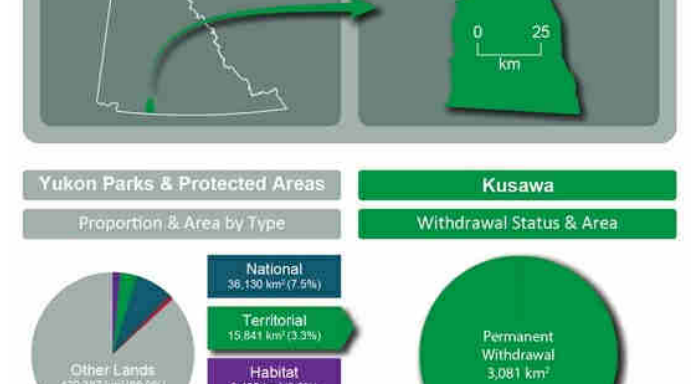 0 25
km
Yukon Parks & Protected Areas
Kusawa
Proportion & Area by Type
Withdrawal Status & Area
National
36,130 km² (7.5%)
Territorial
15,841 km² (3.3%)
Habitat
Other Lands
Permanent
Withdrawal
3,081 km²